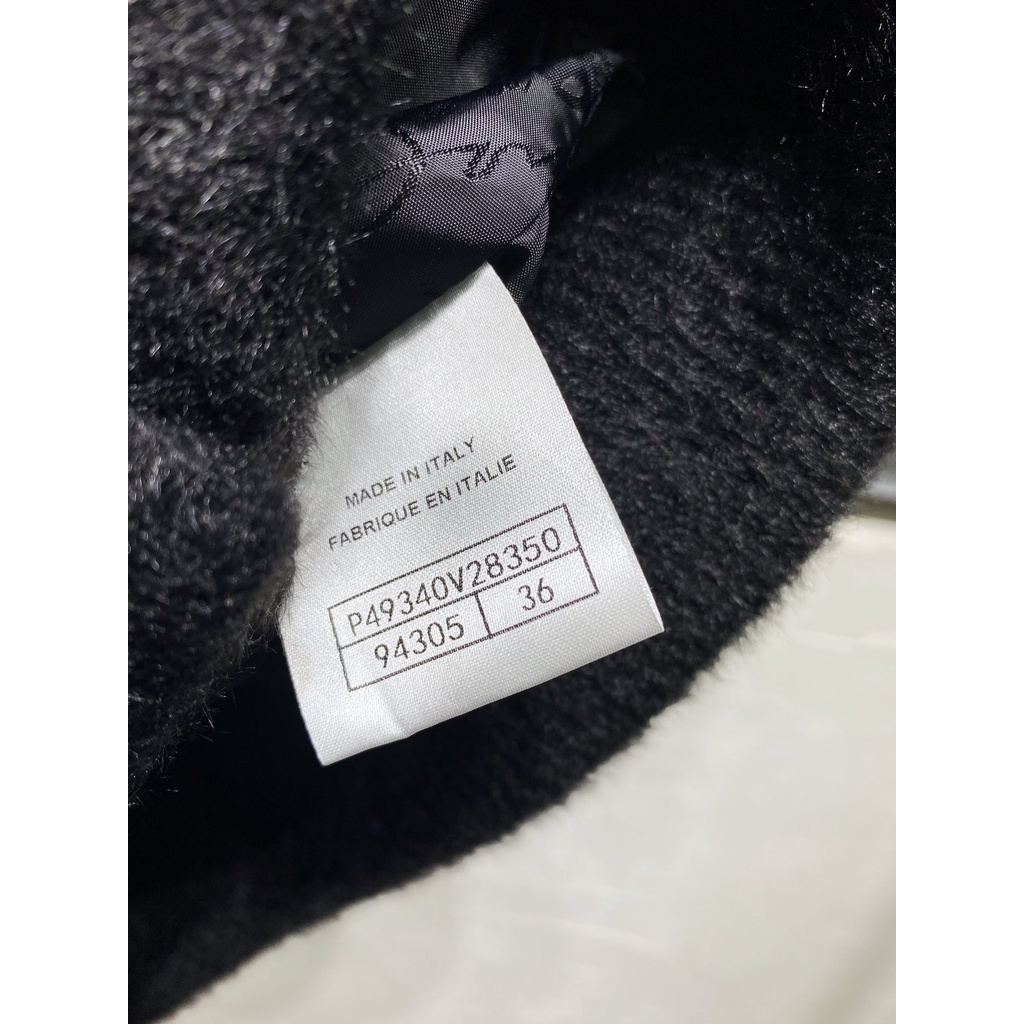 MADE IN ITALY
FABRIQUE EN ITALIE
P49340V28350
94305 36